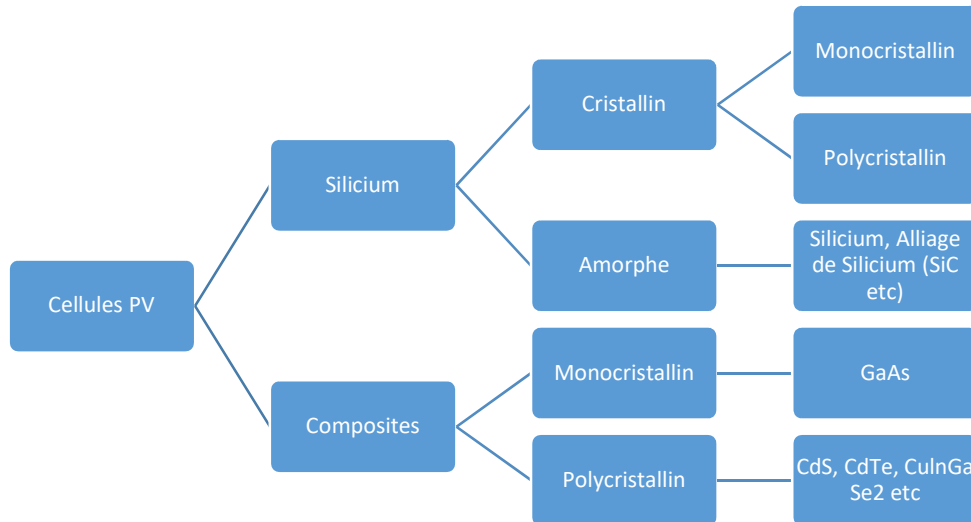 Monocristallin
Cristallin
Polycristallin
Silicium
Silicium, Alliage
de Silicium (SiC
etc)
Amorphe
Cellules PV
Monocristallin
GaAs
Composites
CdS, CdTe, CuInGa
Se2 etc
Polycristallin